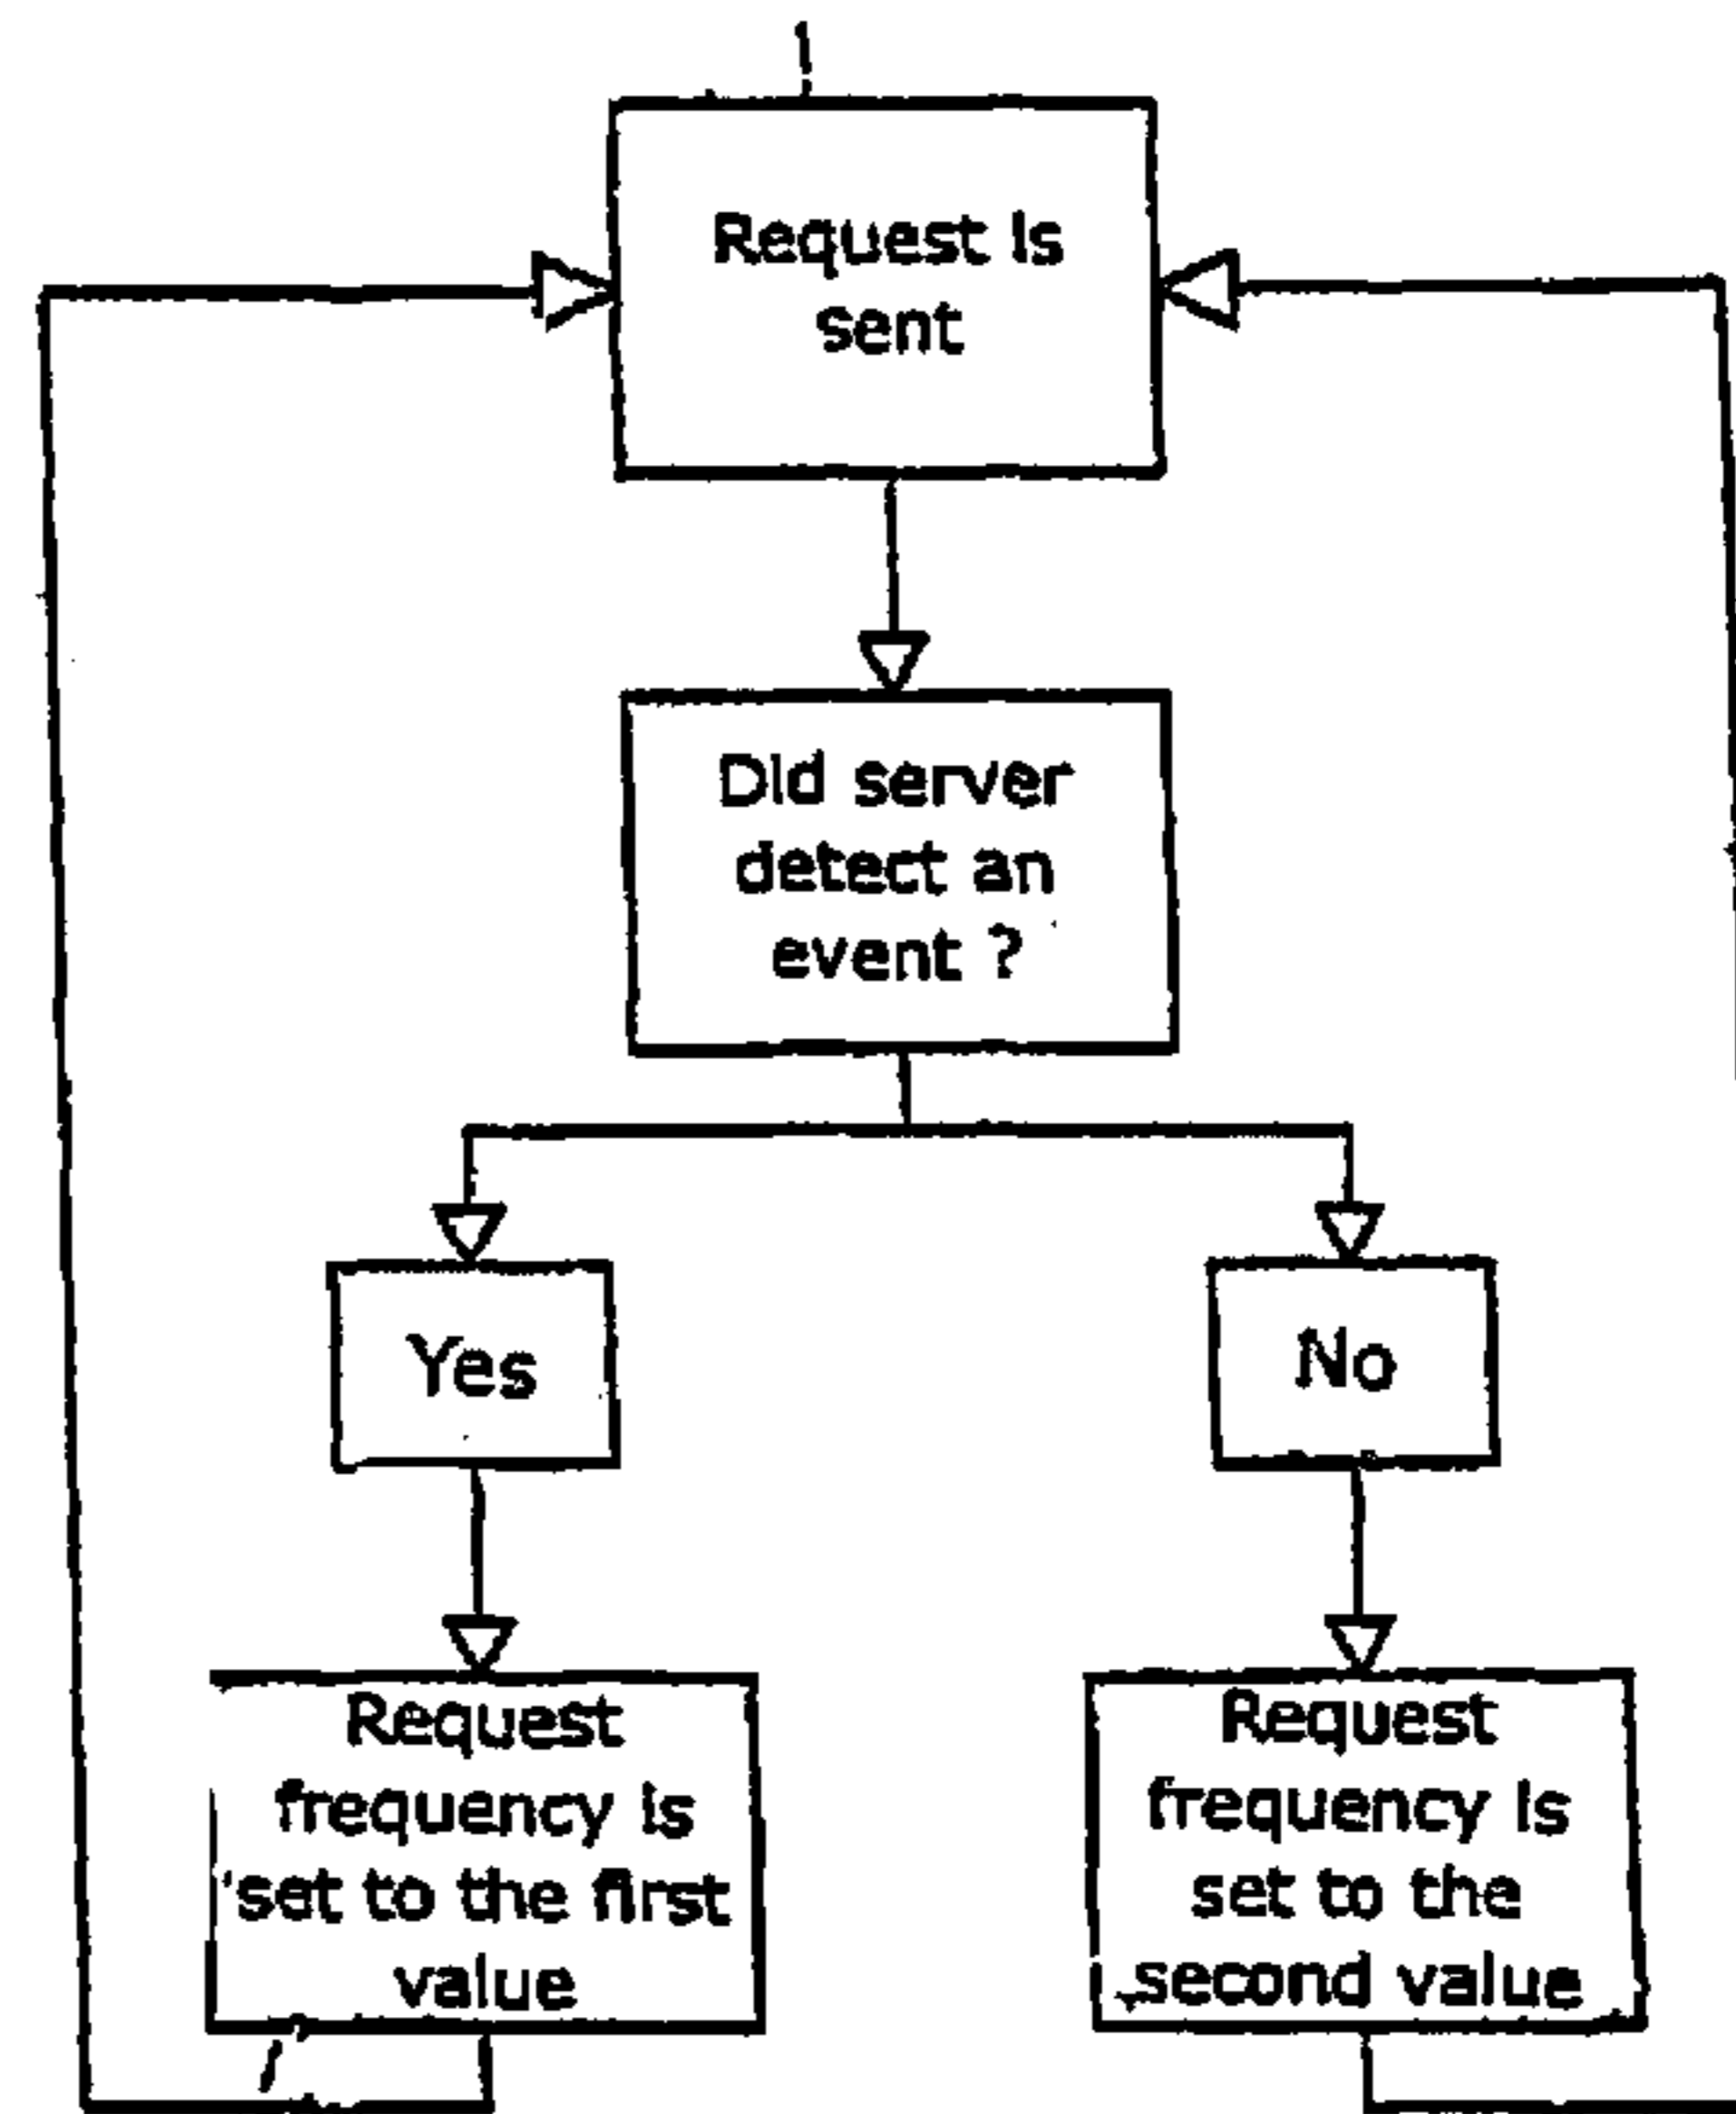 Request is
sent
Did server
detect an
event ?
Yes
No
Request
frequency is
set to the first
value
Request
frequency is
set to the
second value